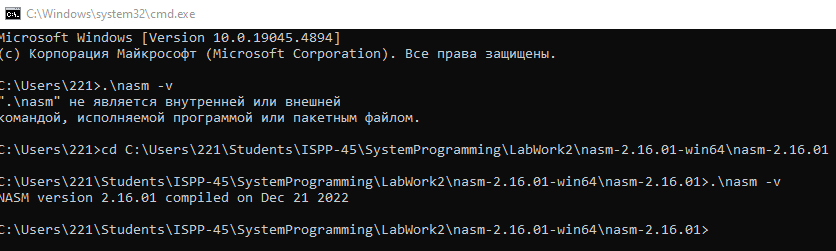 C:\Windows\system32\cmd.exe
Microsoft Windows [Version 10.0.19045.4894]
(c) Корпорация Майкрософт (Microsoft Corporation). Все права защищены.
C:\Users\221>.\nasm -v
".\nasm" не является внутренней или внешней
командой, исполняемой программой или пакетным файлом.
C:\Users\221>cd C:\Users\221\Students\ISPP-45\SystemProgramming\LabWork2\nasm-2.16.01-win64\nasm-2.16.01
C:\Users\221\Students\ISPP-45\SystemProgramming\LabWork2\nasm-2.16.01-win64\nasm-2.16.01>.\nasm -v
NASM version 2.16.01 compiled on Dec 21 2022
C:\Users\221\Students\ISPP-45\SystemProgramming\LabWork2\nasm-2.16.01-win64\nasm-2.16.01>